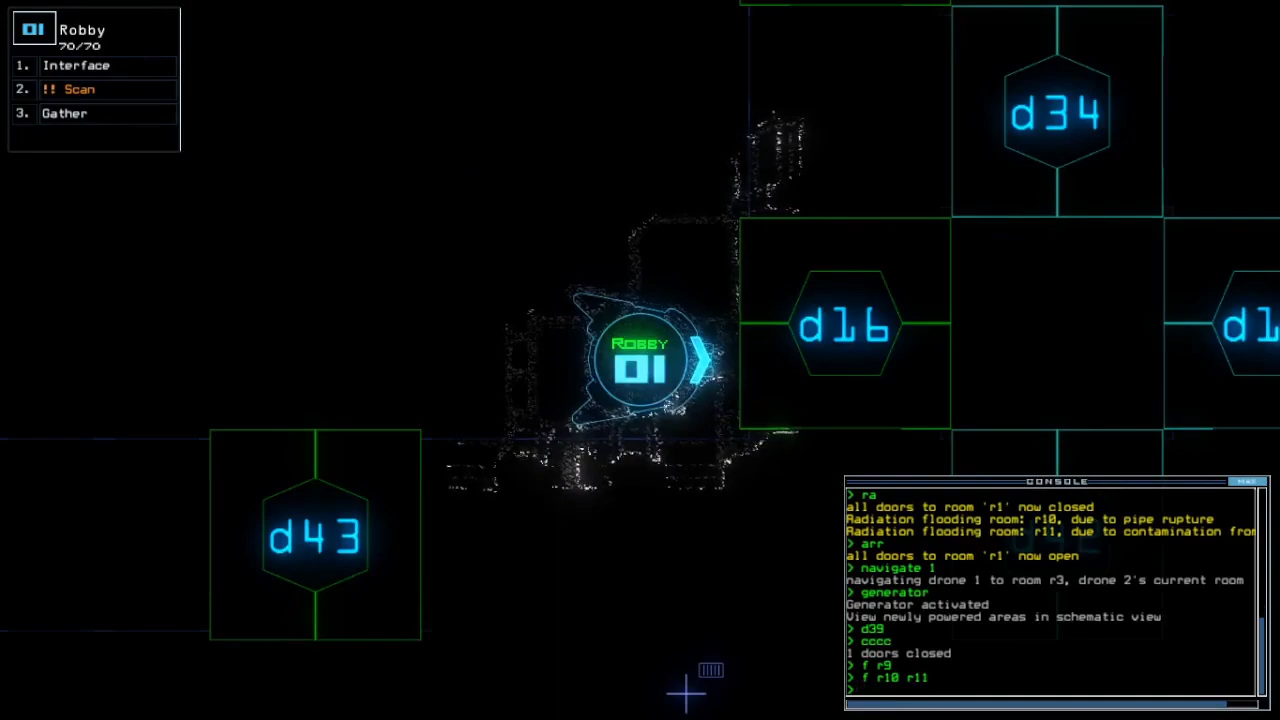 01 Robby
70/70
1. Interface
2. !! Scan
3. Gather
d34
d16
d1
Robby
01
d43
CONSOLE
> ra
all doors to room 'r1' now closed
Radiation flooding room: r10, due to pipe rupture
Radiation flooding room: r11, due to contamination from
> arr
all doors to room 'r1' now open
> navigate 1
navigating drone 1 to room r3, drone 2's current room
> generator
Generator activated
View newly powered areas in schematic view
> d39
> cccc
1 doors closed
> f r9
> f r10 r11
>